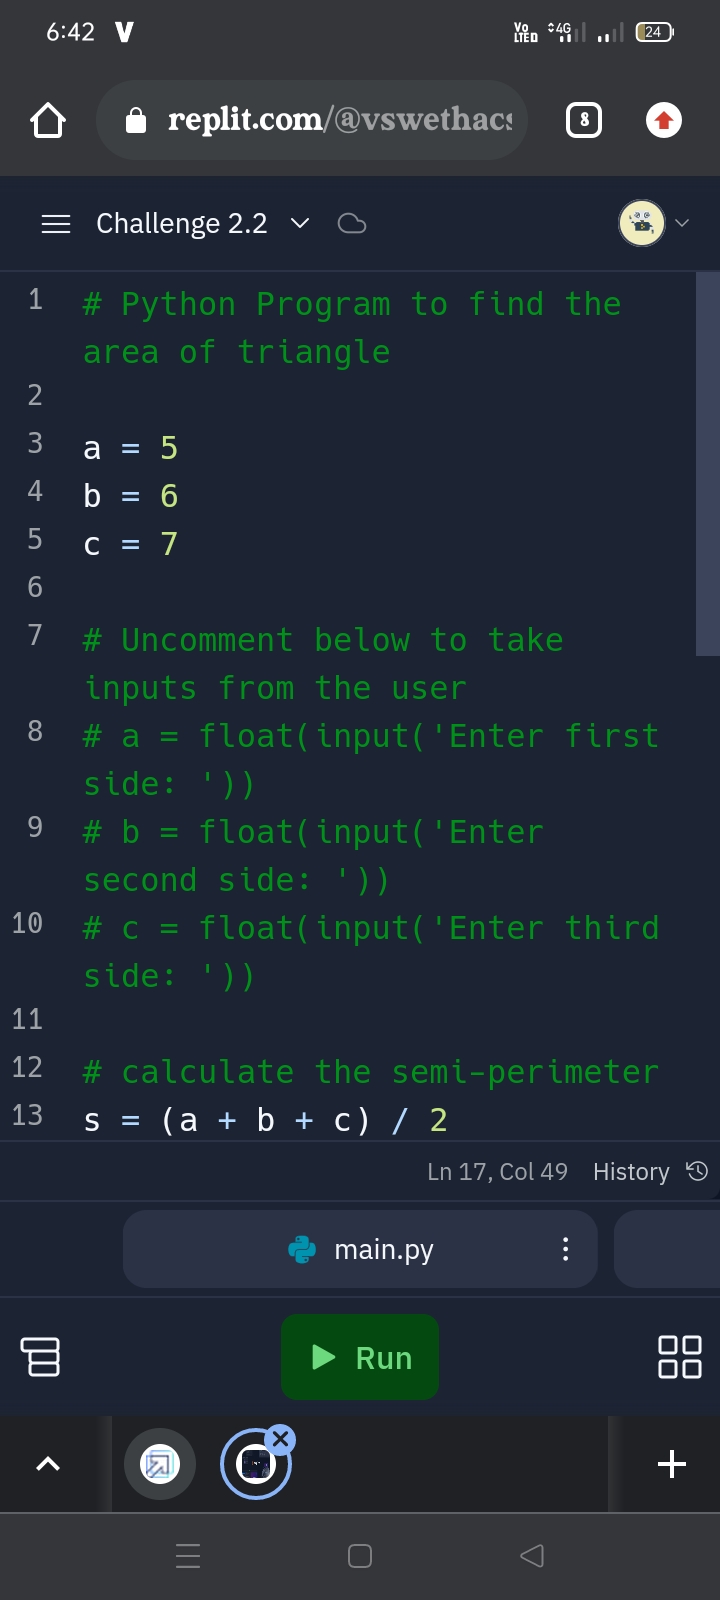 6:42
Vo LTE 4G 24
replit.com/@vswethacs
8
Challenge 2.2
1 # Python Program to find the
area of triangle
2
3 a = 5
4 b = 6
5 c = 7
6
7 # Uncomment below to take
inputs from the user
8 # a = float(input('Enter first
side: '))
9 # b = float(input('Enter
second side: '))
10 # c = float(input('Enter third
side: '))
11
12 # calculate the semi-perimeter
13 s = (a + b + c) / 2
Ln 17, Col 49 History
main.py
Run